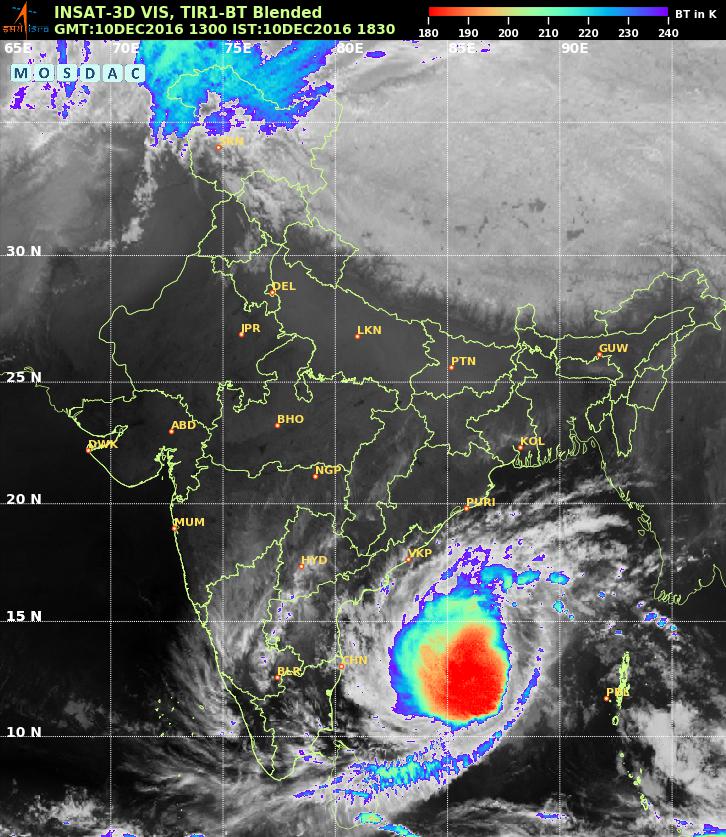 INSAT-3D VIS, TIR1-BT Blended
GMT:10DEC2016 1300 IST:10DEC2016 1830
BT in K
180 190 200 210 220 230 240
65E 70E 75E 80E 85E 90E
MOSDAC
SRN
30 N
DEL
JPR
LKN
GUW
PTN
25 N
BHO
ABD
DWK
KOL
NGP
20 N
PURI
MUM
VKP
HYD
15 N
CHN
BLR
PBL
10 N